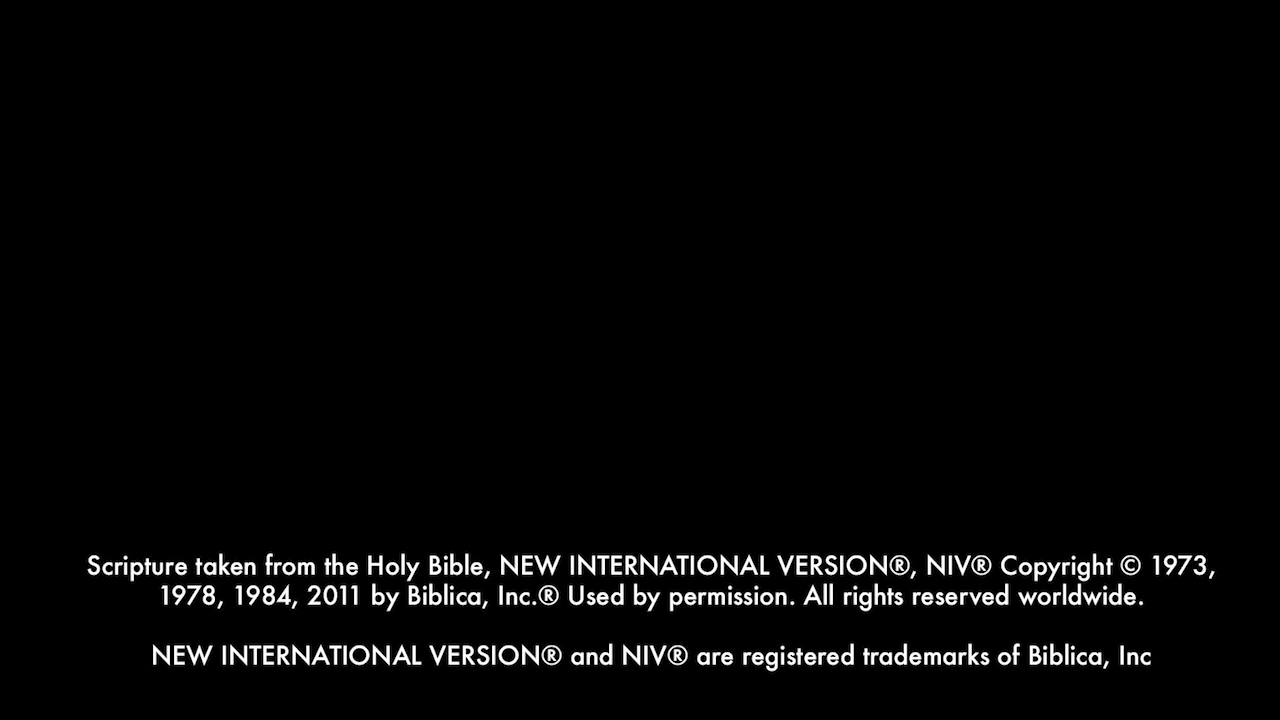 Scripture taken from the Holy Bible, NEW INTERNATIONAL VERSION®, NIV® Copyright © 1973,
1978, 1984, 2011 by Biblica, Inc.® Used by permission. All rights reserved worldwide.
NEW INTERNATIONAL VERSION® and NIV® are registered trademarks of Biblica, Inc